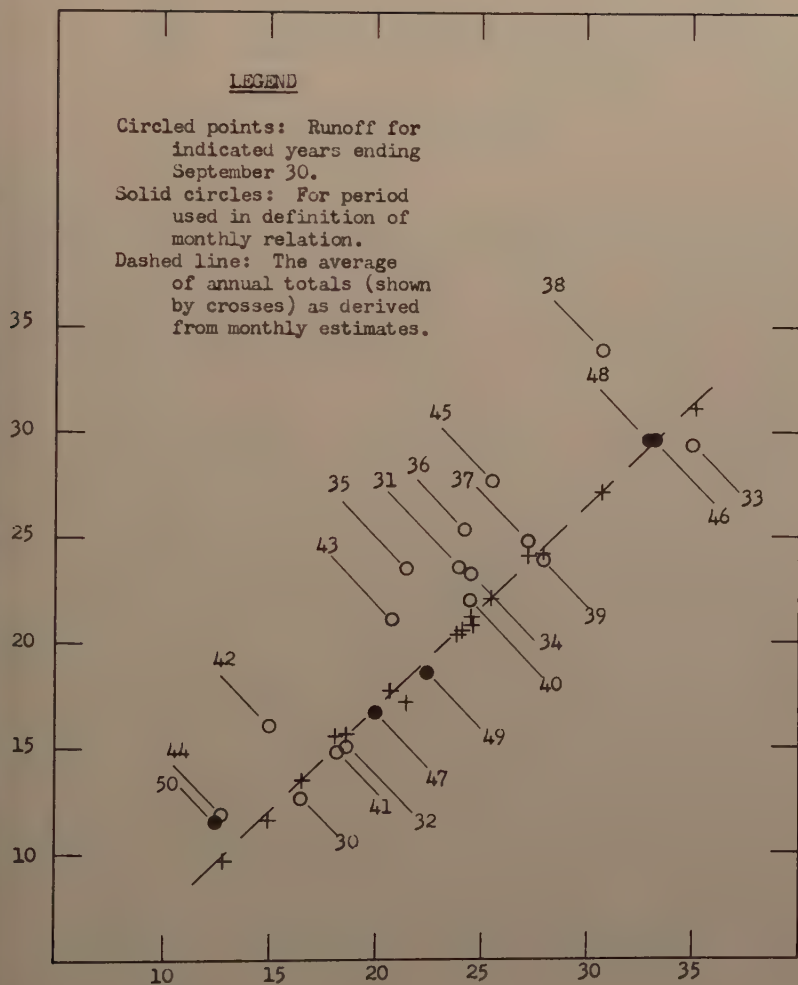 LEGEND
Circled points: Runoff for
indicated years ending
September 30.
Solid circles: For period
used in definition of
monthly relation.
Dashed line: The average
of annual totals (shown
by crosses) as derived
from monthly estimates.
38
35
48
45
30
36
37
31
35
33
46
43
25
39
34
20
42
40
49
15
44
47
50
41
32
30
10
10 15 20 25 30 35